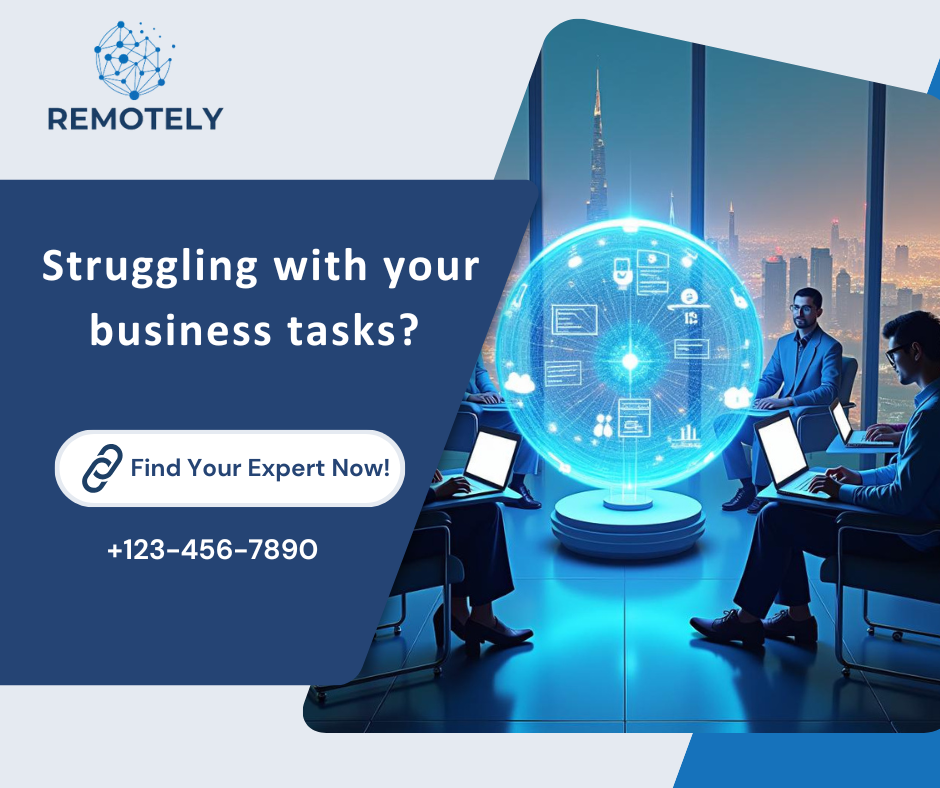 REMOTELY
Struggling with your
business tasks?
Find Your Expert Now!
+123-456-7890